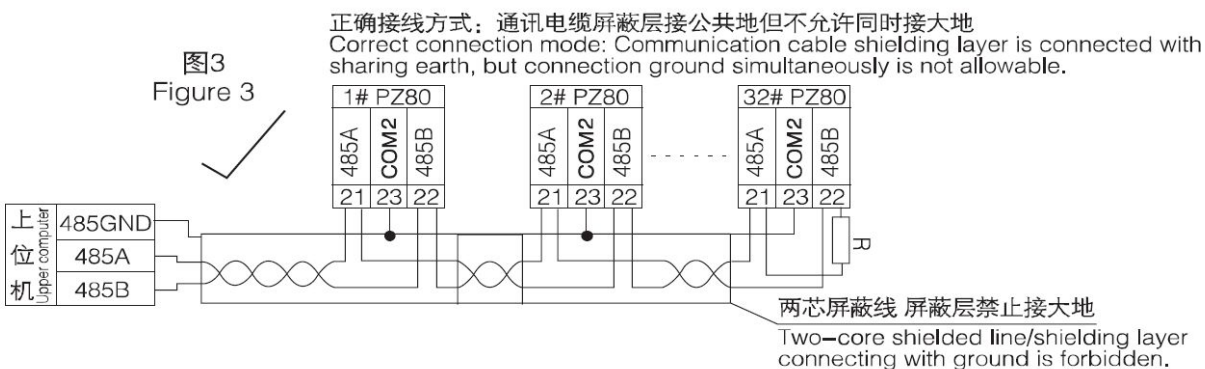 正确接线方式：通讯电缆屏蔽层接公共地但不允许同时接大地
Correct connection mode: Communication cable shielding layer is connected with
sharing earth, but connection ground simultaneously is not allowable.
图3
Figure 3
1# PZ80
485A COM2 485B
21 23 22
2# PZ80
485A COM2 485B
21 23 22
32# PZ80
485A COM2 485B
21 23 22
上位机
Upper computer
485GND
485A
485B
R
两芯屏蔽线 屏蔽层禁止接大地
Two-core shielded line/shielding layer
connecting with ground is forbidden.